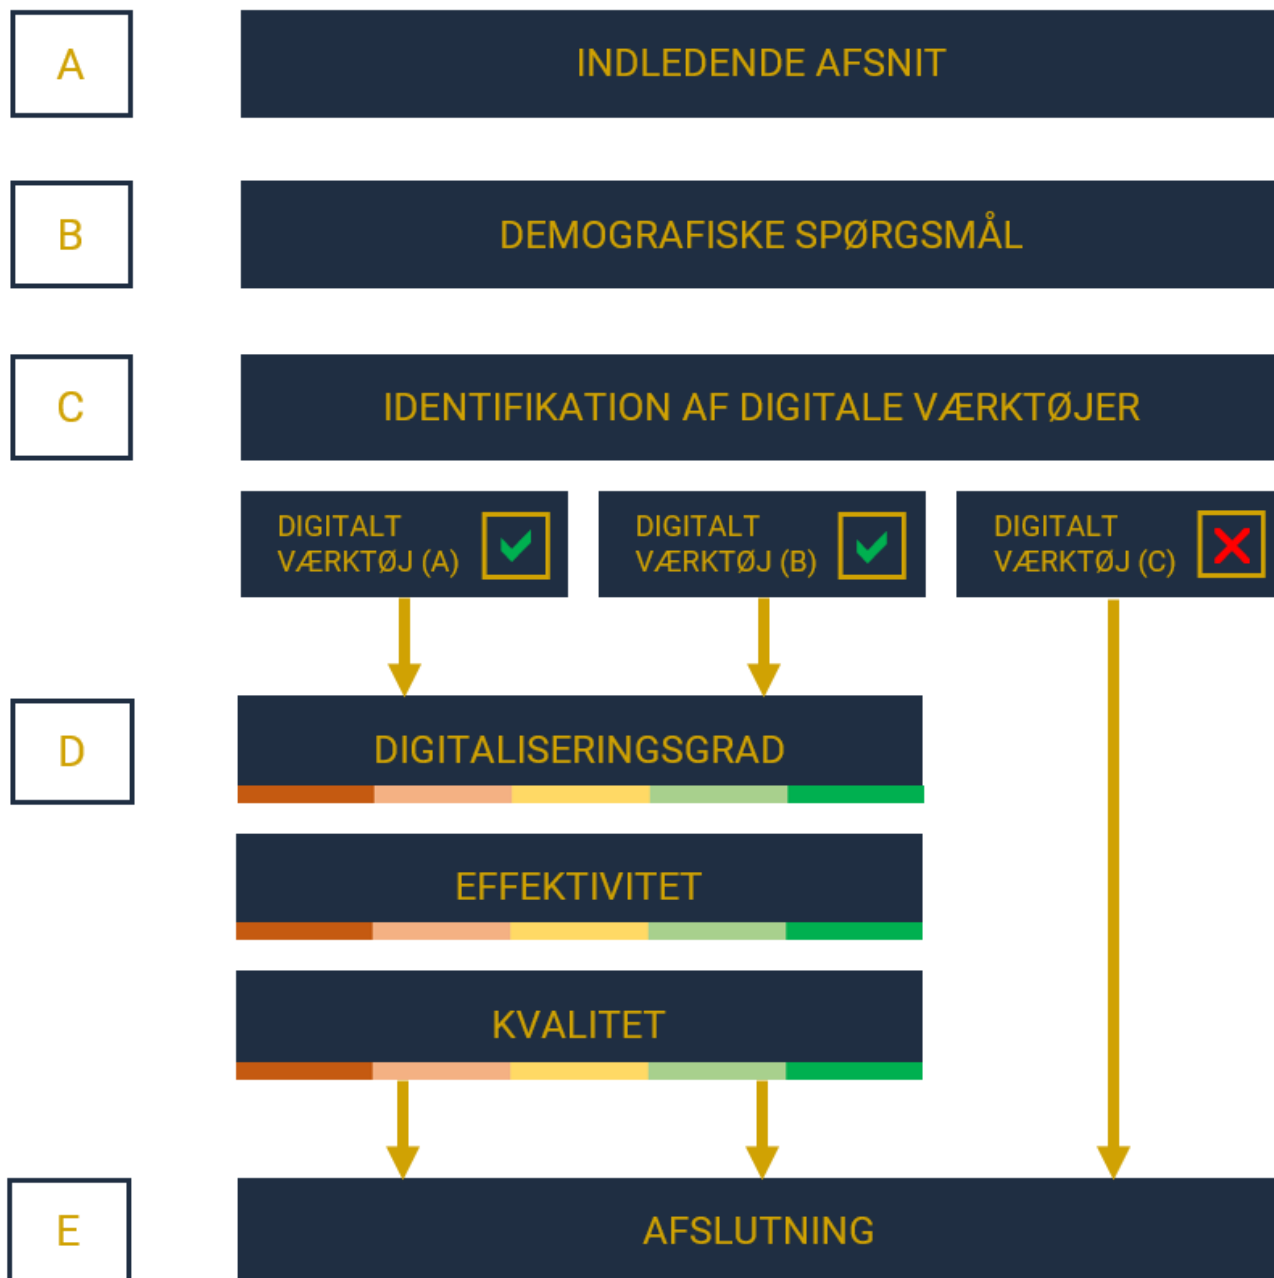 A
INDLEDENDE AFSNIT
B
DEMOGRAFISKE SPØRGSMÅL
C
IDENTIFIKATION AF DIGITALE VÆRKTØJER
DIGITALT
VÆRKTØJ (A)
DIGITALT
VÆRKTØJ (B)
DIGITALT
VÆRKTØJ (C)
D
DIGITALISERINGSGRAD
EFFEKTIVITET
KVALITET
E
AFSLUTNING